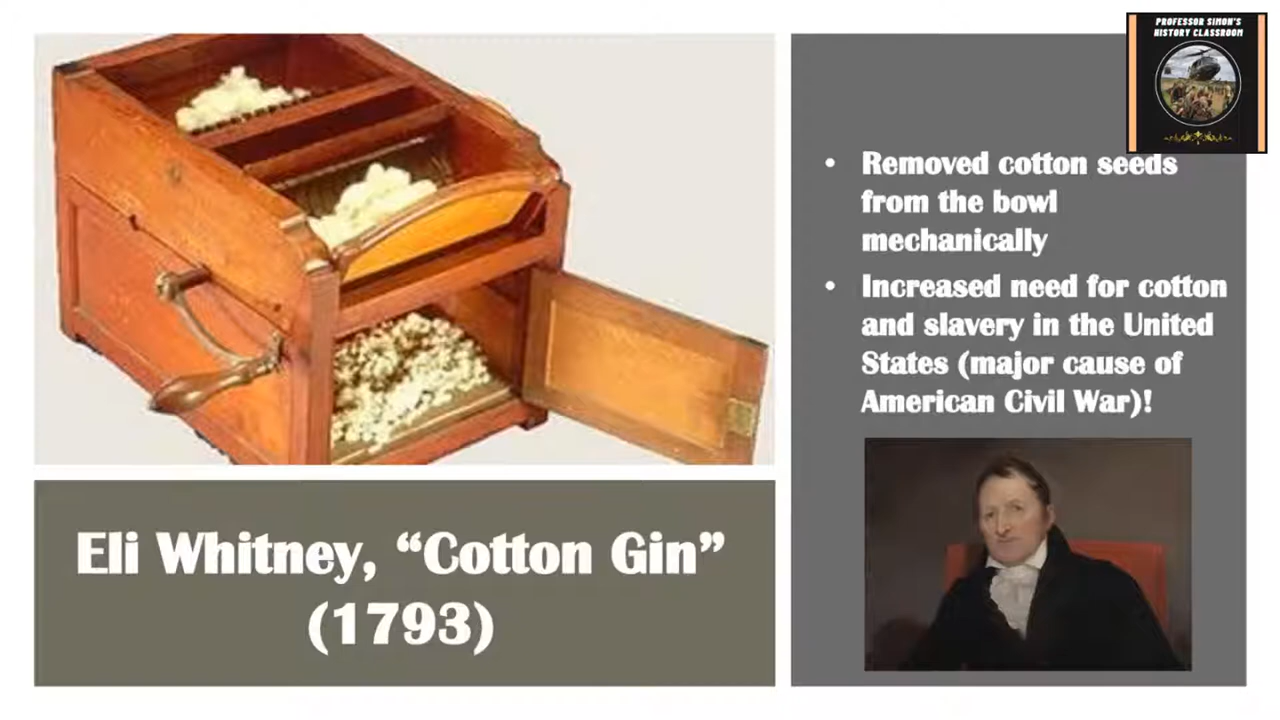 PROFESSOR SIMON'S
HISTORY CLASSROOM
• Removed cotton seeds
from the bowl
mechanically
• Increased need for cotton
and slavery in the United
States (major cause of
American Civil War)!
Eli Whitney, “Cotton Gin”
(1793)